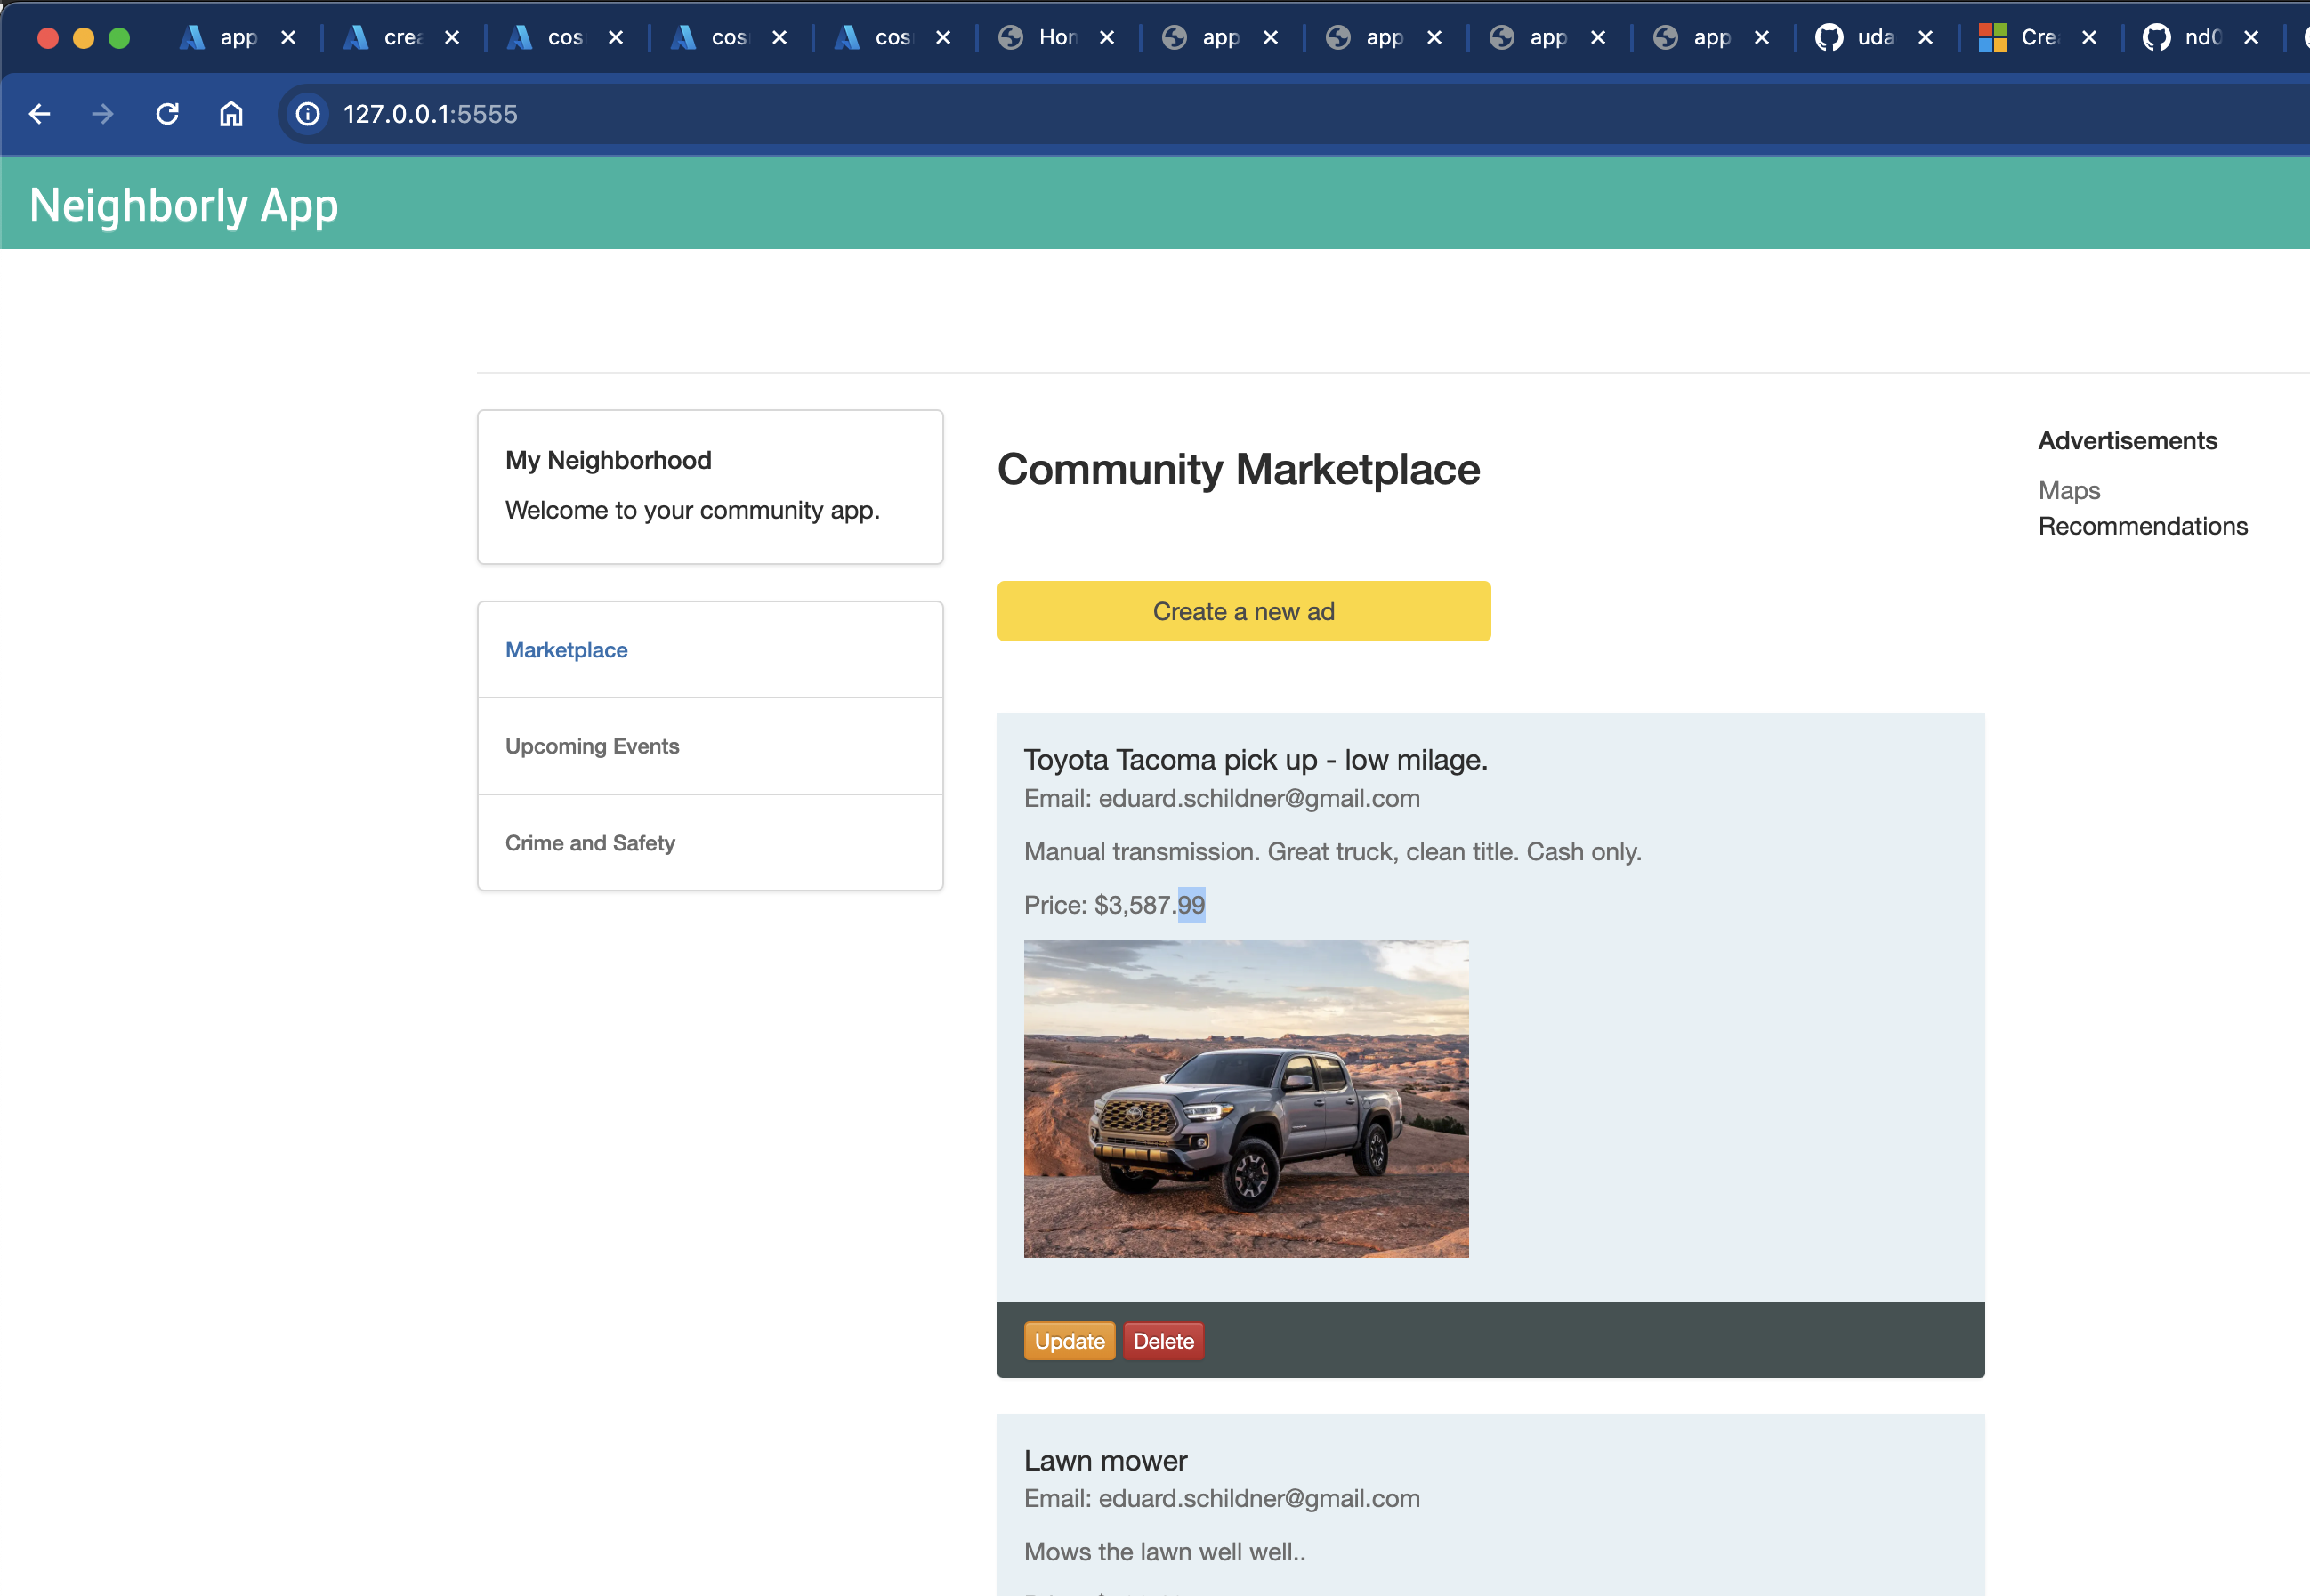 app
crea
cos
cos
cos
Hon
app
app
app
app
uda
Cre
nd0
127.0.0.1:5555
Neighborly App
My Neighborhood
Welcome to your community app.
Marketplace
Upcoming Events
Crime and Safety
Community Marketplace
Create a new ad
Toyota Tacoma pick up - low milage.
Email: eduard.schildner@gmail.com
Manual transmission. Great truck, clean title. Cash only.
Price: $3,587.99
Update Delete
Lawn mower
Email: eduard.schildner@gmail.com
Mows the lawn well well..
Advertisements
Maps
Recommendations